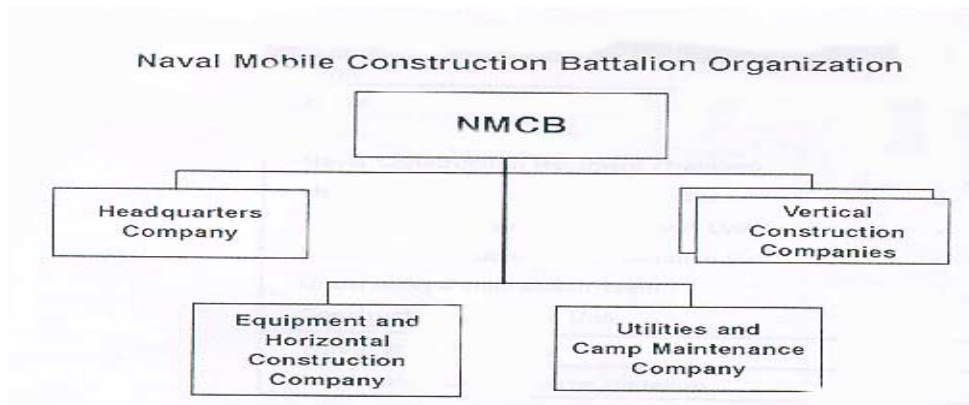 Naval Mobile Construction Battalion Organization
NMCB
Headquarters
Company
Vertical
Construction
Companies
Equipment and
Horizontal
Construction
Company
Utilities and
Camp Maintenance
Company